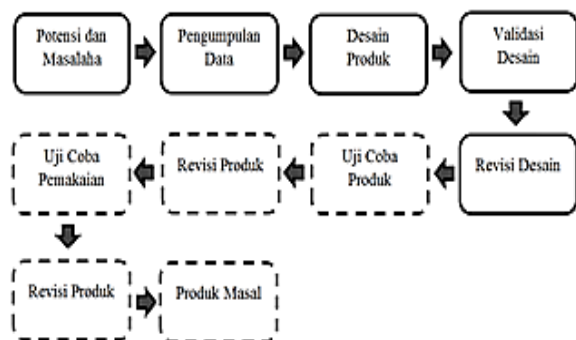 Potensi dan
Masalaha
Pengumpulan
Data
Desain
Produk
Validasi
Desain
Revisi Desain
Uji Coba
Produk
Revisi Produk
Uji Coba
Pemakaian
Revisi Produk
Produk Masal